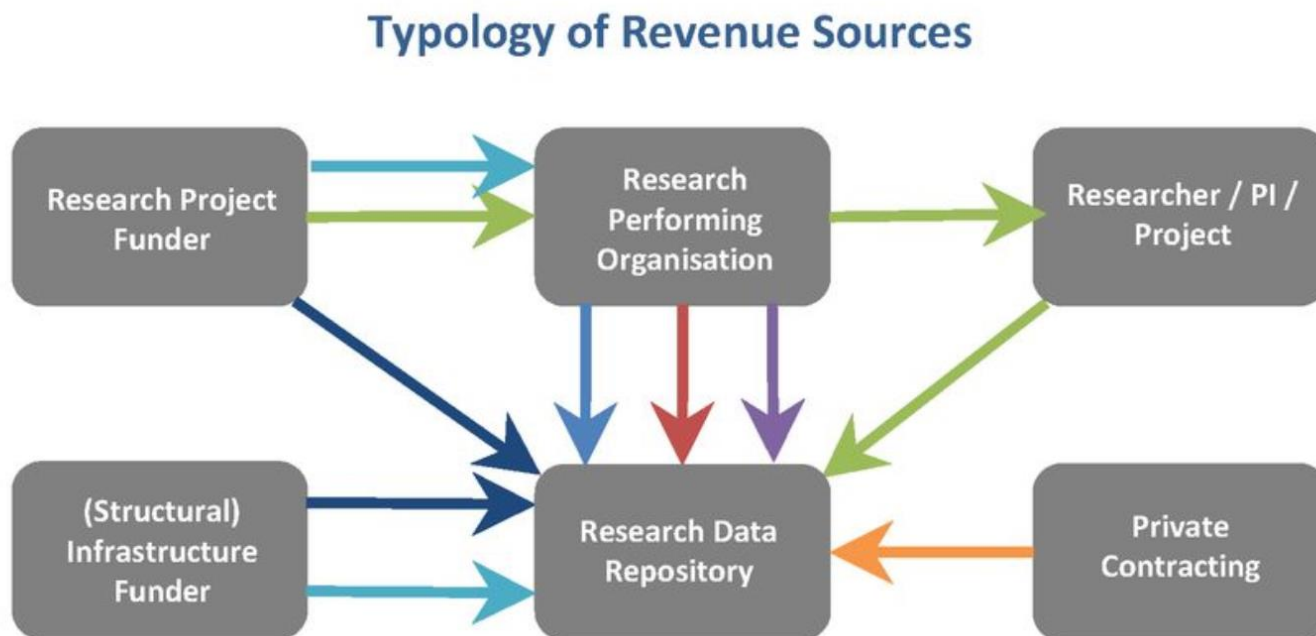 Typology of Revenue Sources
Research Project
Funder
Research
Performing
Organisation
Researcher / PI /
Project
(Structural)
Infrastructure
Funder
Research Data
Repository
Private
Contracting